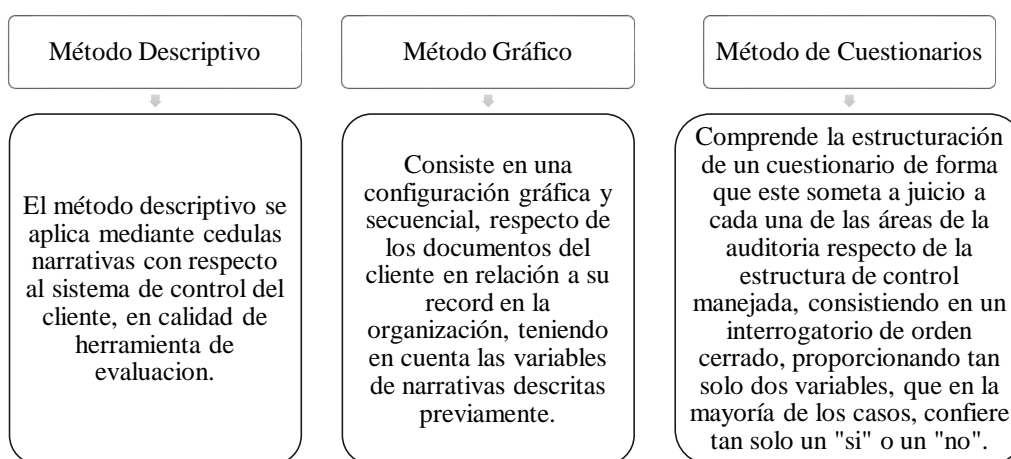 Método Descriptivo
El método descriptivo se
aplica mediante cedulas
narrativas con respecto
al sistema de control del
cliente, en calidad de
herramienta de
evaluacion.
Método Gráfico
Consiste en una
configuración gráfica y
secuencial, respecto de
los documentos del
cliente en relación a su
record en la
organización, teniendo
en cuenta las variables
de narrativas descritas
previamente.
Método de Cuestionarios
Comprende la estructuración
de un cuestionario de forma
que este someta a juicio a
cada una de las áreas de la
auditoria respecto de la
estructura de control
manejada, consistiendo en un
interrogatorio de orden
cerrado, proporcionando tan
solo dos variables, que en la
mayoría de los casos, confiere
tan solo un "si" o un "no".